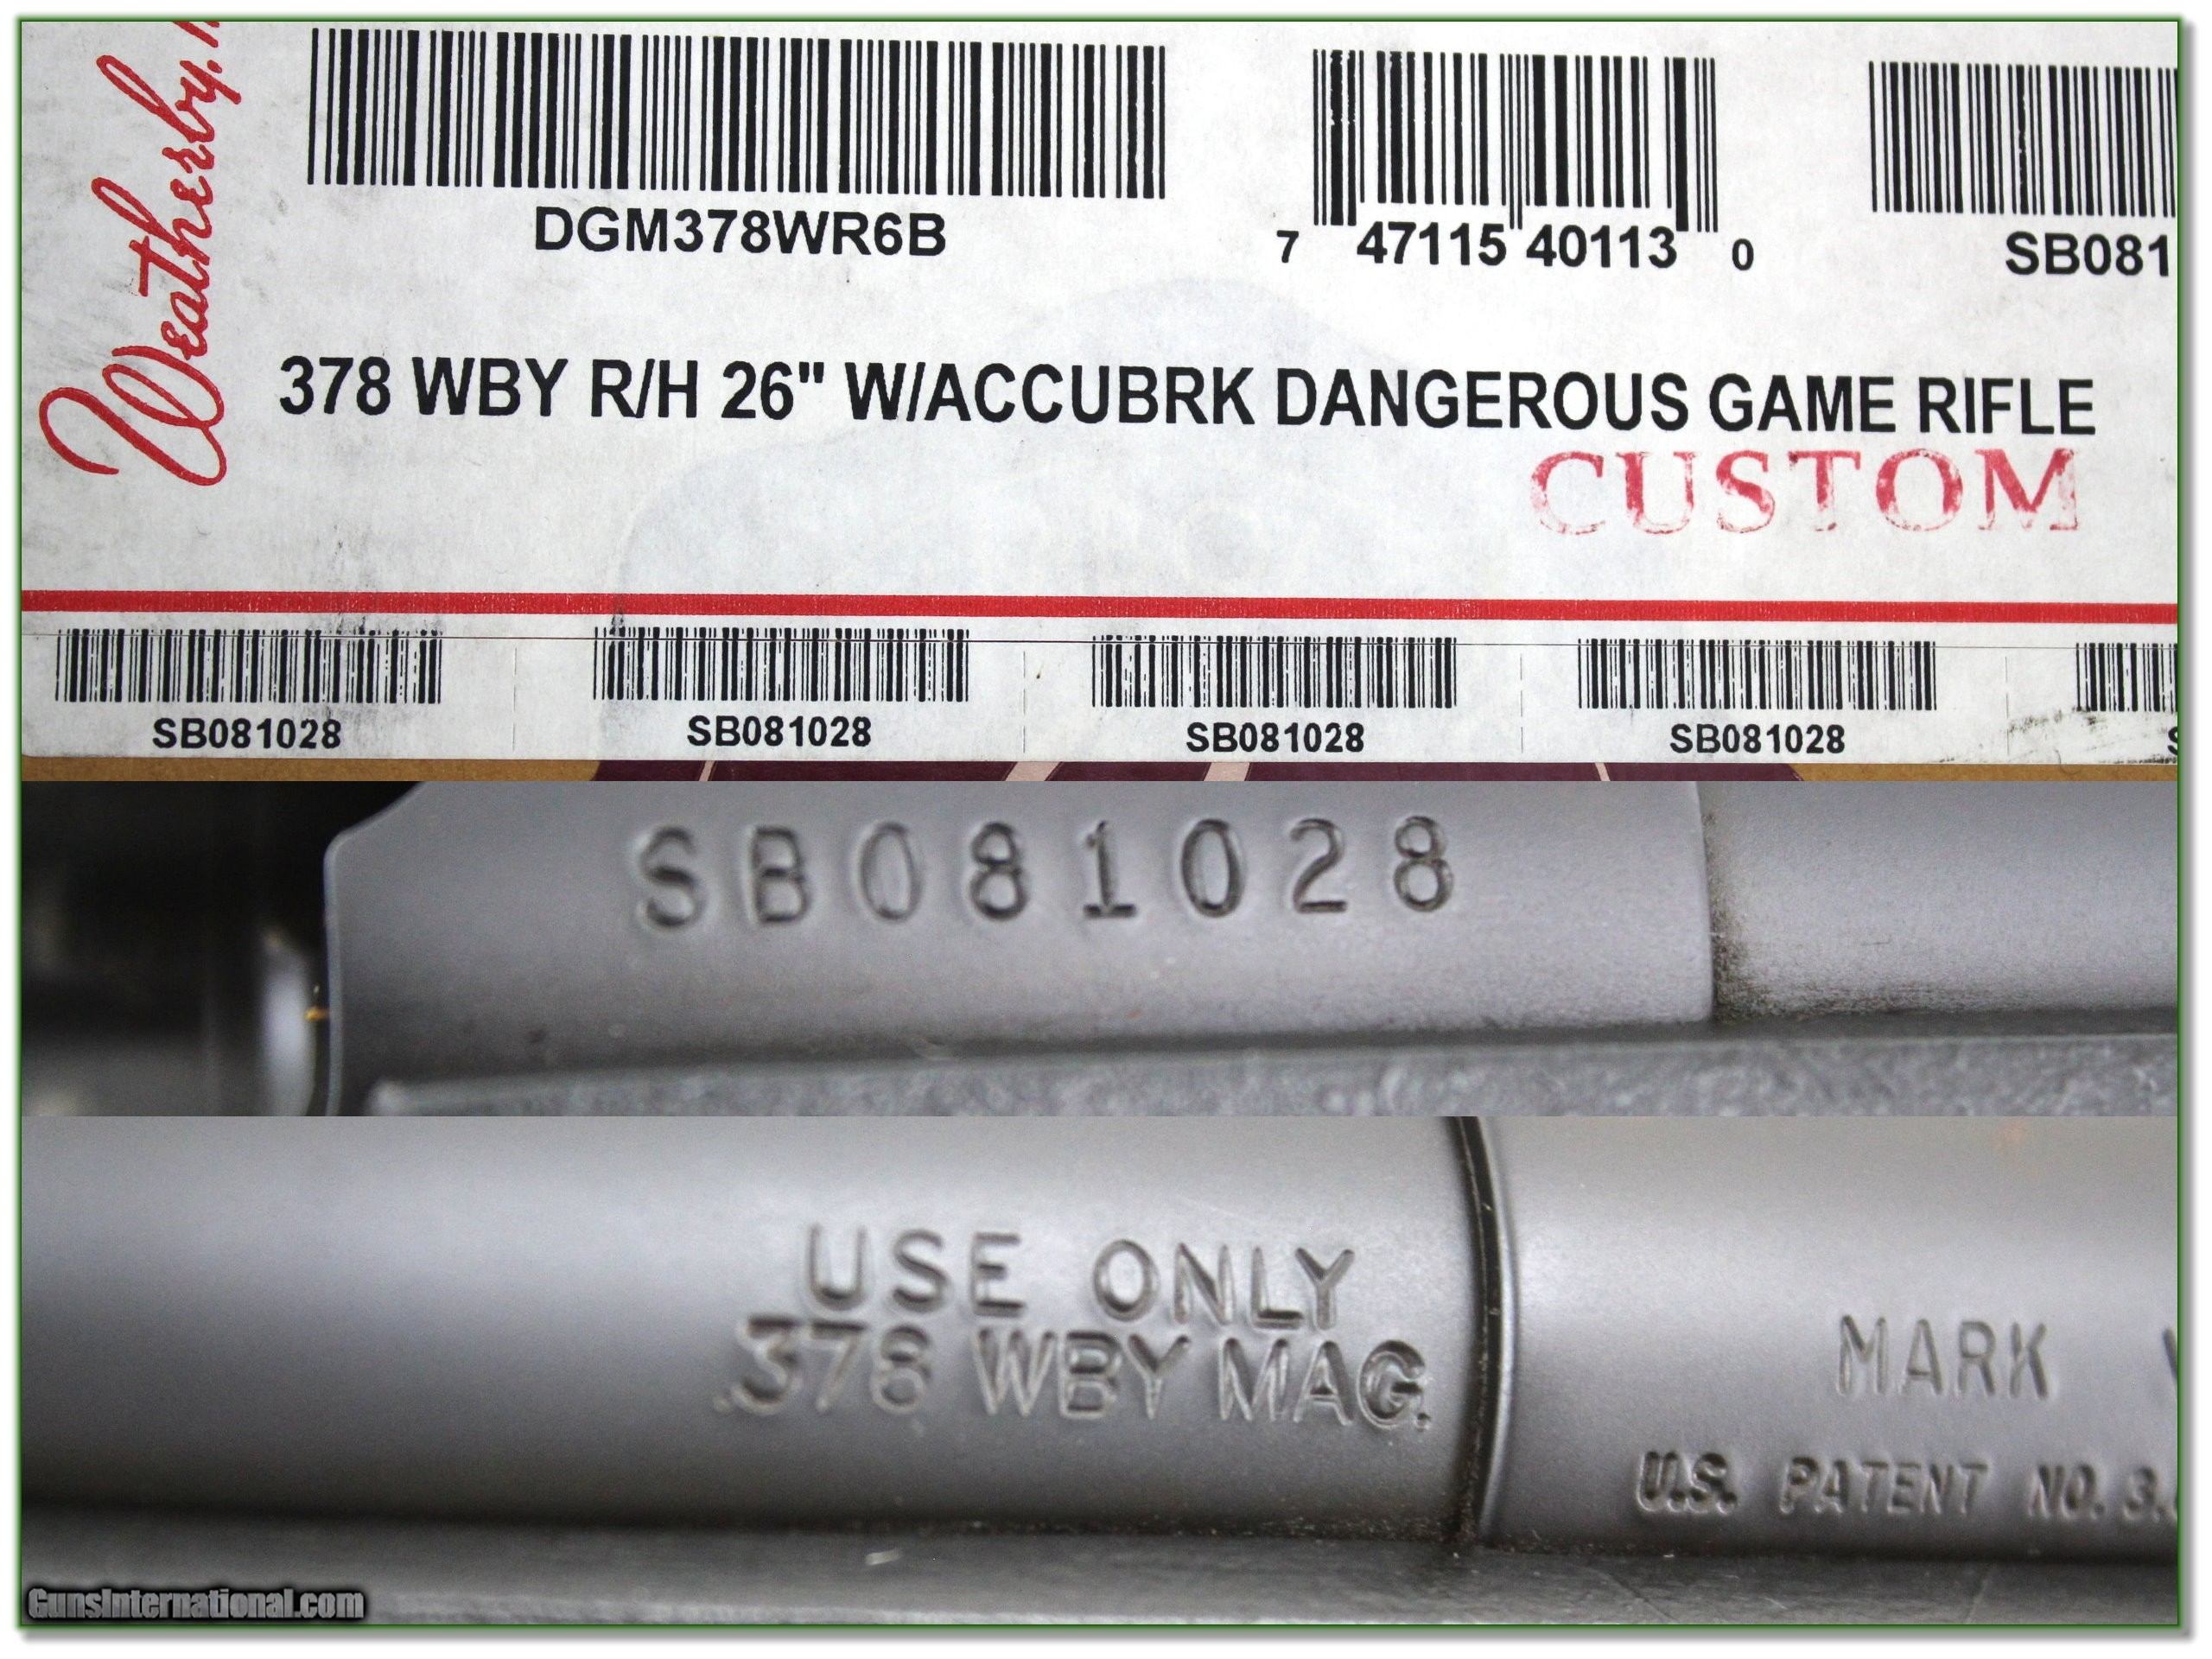 Weatherby,
DGM378WR6B
7 47115 40113 0
SB081
378 WBY R/H 26" W/ACCUBRK DANGEROUS GAME RIFLE
CUSTOM
SB081028 SB081028 SB081028 SB081028
SB081028
USE ONLY
.378 WBY MAG.
MARK
U.S. PATENT NO. 3.
GunsInternational.com